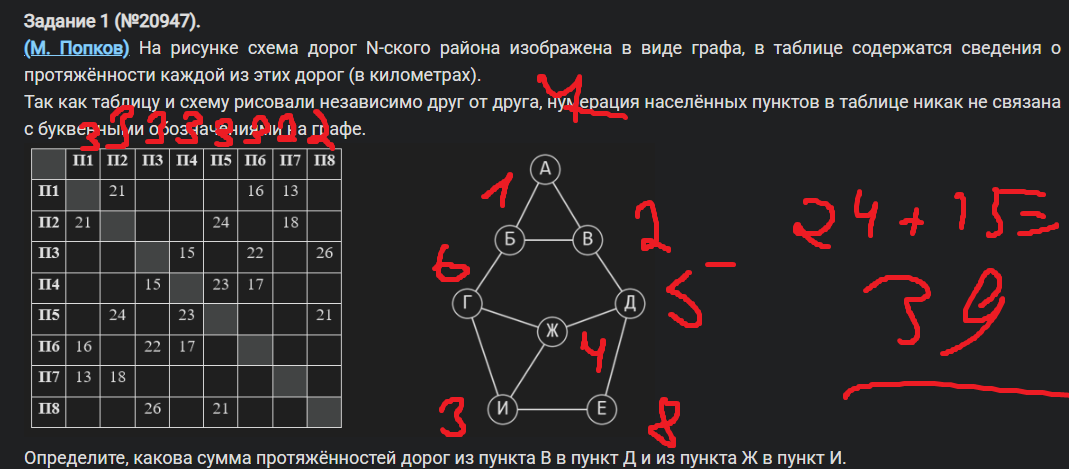 Задание 1 (№20947).
(М. Попков) На рисунке схема дорог N-ского района изображена в виде графа, в таблице содержатся сведения о
протяжённости каждой из этих дорог (в километрах).
7
Так как таблицу и схему рисовали независимо друг от друга, нумерация населённых пунктов в таблице никак не связана
с буквенными обозначениями на графе.
3 3 3 3 3 2 2 2
П1 П2 П3 П4 П5 П6 П7 П8
П1 21 16 13
П2 21 24 18
П3 15 22 26
П4 15 23 17
П5 24 23 21
П6 16 22 17
П7 13 18
П8 26 21
А
1
Б В
2
6
Г Д
5
Ж
4
3
И Е
8
24 + 15 =
39
Определите, какова сумма протяжённостей дорог из пункта В в пункт Д и из пункта Ж в пункт И.